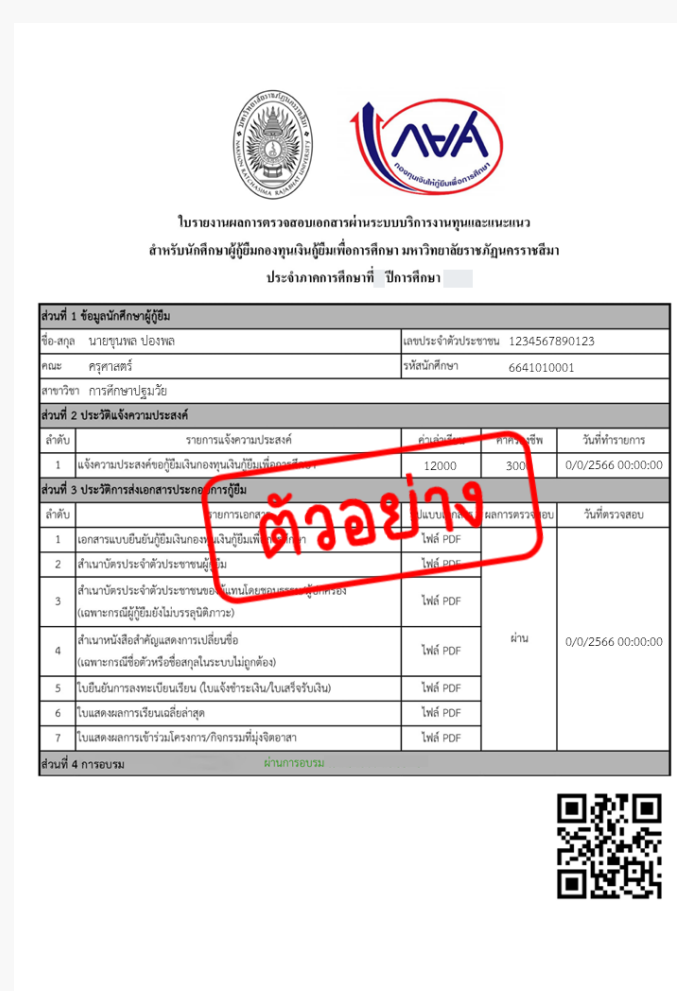 มหาวิทยาลัยราชภัฏนครราชสีมา
NAKHON RATCHASIMA RAJABHAT UNIVERSITY
กยศ
กองทุนเงินให้กู้ยืมเพื่อการศึกษา
ใบรายงานผลการตรวจสอบเอกสารผ่านระบบบริการงานทุนและแนะแนว
สำหรับนักศึกษาผู้กู้ยืมกองทุนเงินกู้ยืมเพื่อการศึกษา มหาวิทยาลัยราชภัฏนครราชสีมา
ประจำภาคการศึกษาที่ ปีการศึกษา
ส่วนที่ 1 ข้อมูลนักศึกษาผู้กู้ยืม
ชื่อ-สกุล นายขุนพล ปองพล เลขประจำตัวประชาชน 1234567890123
คณะ ครุศาสตร์ รหัสนักศึกษา 6641010001
สาขาวิชา การศึกษาปฐมวัย
ส่วนที่ 2 ประวัติแจ้งความประสงค์
ลำดับ รายการแจ้งความประสงค์ ค่าเล่าเรียน ค่าครองชีพ วันที่ทำรายการ
1 แจ้งความประสงค์ขอกู้ยืมเงินกองทุนเงินกู้ยืมเพื่อการศึกษา 12000 3000 0/0/2566 00:00:00
ส่วนที่ 3 ประวัติการส่งเอกสารประกอบการกู้ยืม
ลำดับ รายการเอกสาร รูปแบบเอกสาร ผลการตรวจสอบ วันที่ตรวจสอบ
ตัวอย่าง
1 เอกสารแบบยืนยันกู้ยืมเงินกองทุนเงินกู้ยืมเพื่อการศึกษา ไฟล์ PDF
2 สำเนาบัตรประจำตัวประชาชนผู้กู้ยืม ไฟล์ PDF
3 สำเนาบัตรประจำตัวประชาชนของผู้แทนโดยชอบธรรม/ผู้ปกครอง ไฟล์ PDF
(เฉพาะกรณีผู้กู้ยืมยังไม่บรรลุนิติภาวะ)
4 สำเนาหนังสือสำคัญแสดงการเปลี่ยนชื่อ ไฟล์ PDF ผ่าน 0/0/2566 00:00:00
(เฉพาะกรณีชื่อตัวหรือชื่อสกุลในระบบไม่ถูกต้อง)
5 ใบยืนยันการลงทะเบียนเรียน (ใบแจ้งชำระเงิน/ใบเสร็จรับเงิน) ไฟล์ PDF
6 ใบแสดงผลการเรียนเฉลี่ยล่าสุด ไฟล์ PDF
7 ใบแสดงผลการเข้าร่วมโครงการ/กิจกรรมที่มุ่งจิตอาสา ไฟล์ PDF
ส่วนที่ 4 การอบรม ผ่านการอบรม